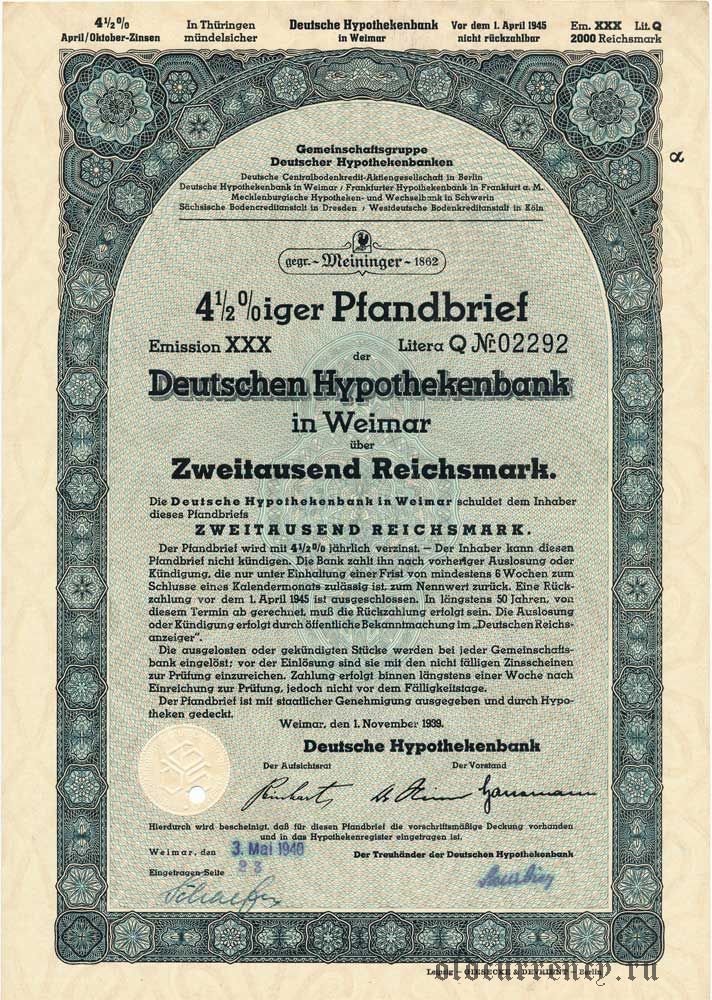 4½% In Thüringen Deutsche Hypothekenbank Vor dem 1. April 1945 Em. XXX Lit. Q
April/Oktober-Zinsen mündelsicher in Weimar nicht rückzahlbar 2000 Reichsmark
α
Gemeinschaftsgruppe
Deutscher Hypothekenbanken
Deutsche Centralbodenkredit-Aktiengesellschaft in Berlin
Deutsche Hypothekenbank in Weimar / Frankfurter Hypothekenbank in Frankfurt a. M.
Mecklenburgische Hypotheken- und Wechselbank in Schwerin
Sächsische Bodencreditanstalt in Dresden / Westdeutsche Bodenkreditanstalt in Köln
gegr. ~ Meininger ~ 1862
4½%iger Pfandbrief
Emission XXX Litera Q Nr. 02292
der
Deutschen Hypothekenbank
in Weimar
über
Zweitausend Reichsmark.
Die Deutsche Hypothekenbank in Weimar schuldet dem Inhaber
dieses Pfandbriefs
ZWEITAUSEND REICHSMARK.
Der Pfandbrief wird mit 4½% jährlich verzinst. – Der Inhaber kann diesen
Pfandbrief nicht kündigen. Die Bank zahlt ihn nach vorheriger Auslosung oder
Kündigung, die nur unter Einhaltung einer Frist von mindestens 6 Wochen zum
Schlusse eines Kalendermonats zulässig ist, zum Nennwert zurück. Eine Rück-
zahlung vor dem 1. April 1945 ist ausgeschlossen. In längstens 50 Jahren, von
diesem Termin ab gerechnet, muß die Rückzahlung erfolgt sein. Die Auslosung
oder Kündigung erfolgt durch öffentliche Bekanntmachung im „Deutschen Reichs-
anzeiger“.
Die ausgelosten oder gekündigten Stücke werden bei jeder Gemeinschafts-
bank eingelöst; vor der Einlösung sind sie mit den nicht fälligen Zinsscheinen
zur Prüfung einzureichen. Zahlung erfolgt binnen längstens einer Woche nach
Einreichung zur Prüfung, jedoch nicht vor dem Fälligkeitstage.
Der Pfandbrief ist mit staatlicher Genehmigung ausgegeben und durch Hypo-
theken gedeckt.
Weimar, den 1. November 1939.
Deutsche Hypothekenbank
Der Aufsichtsrat Der Vorstand
Hierdurch wird bescheinigt, daß für diesen Pfandbrief die vorschriftsmäßige Deckung vorhanden
und in das Hypothekenregister eingetragen ist.
Weimar, den 3. Mai 1940 Der Treuhänder der Deutschen Hypothekenbank
Eingetragen Seite 23
Leipzig – GIESECKE & DEVRIENT – Berlin
oldcurrency.ru